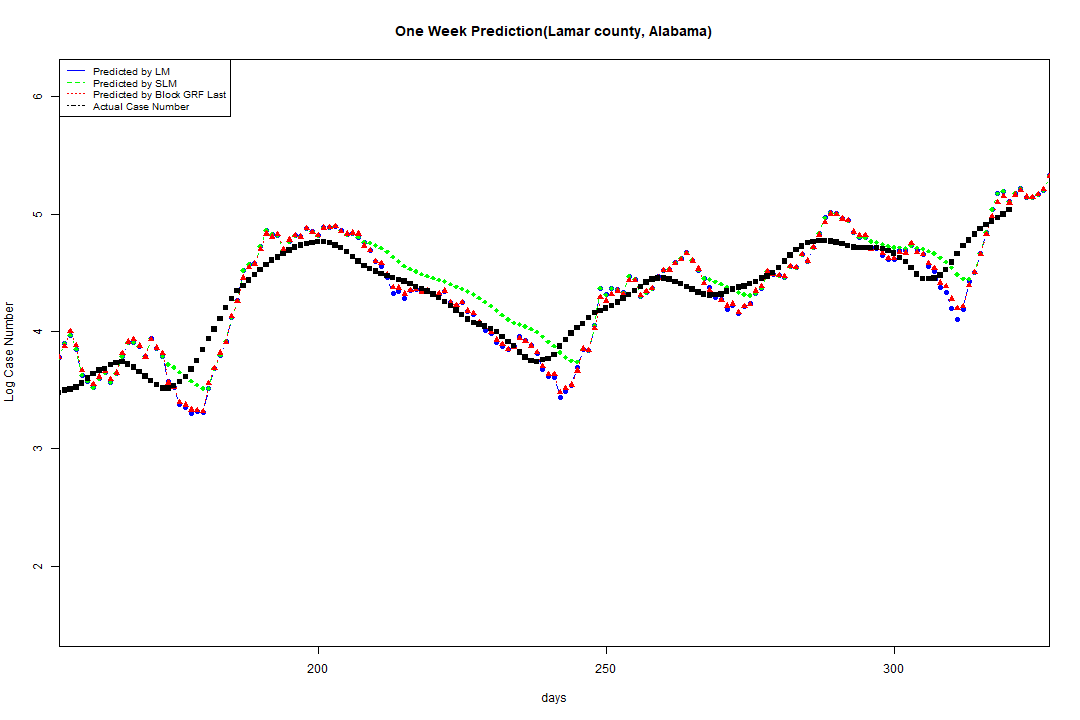 One Week Prediction(Lamar county, Alabama)
Predicted by LM
Predicted by SLM
Predicted by Block GRF Last
Actual Case Number
6
5
4
3
2
Log Case Number
200
250
300
days